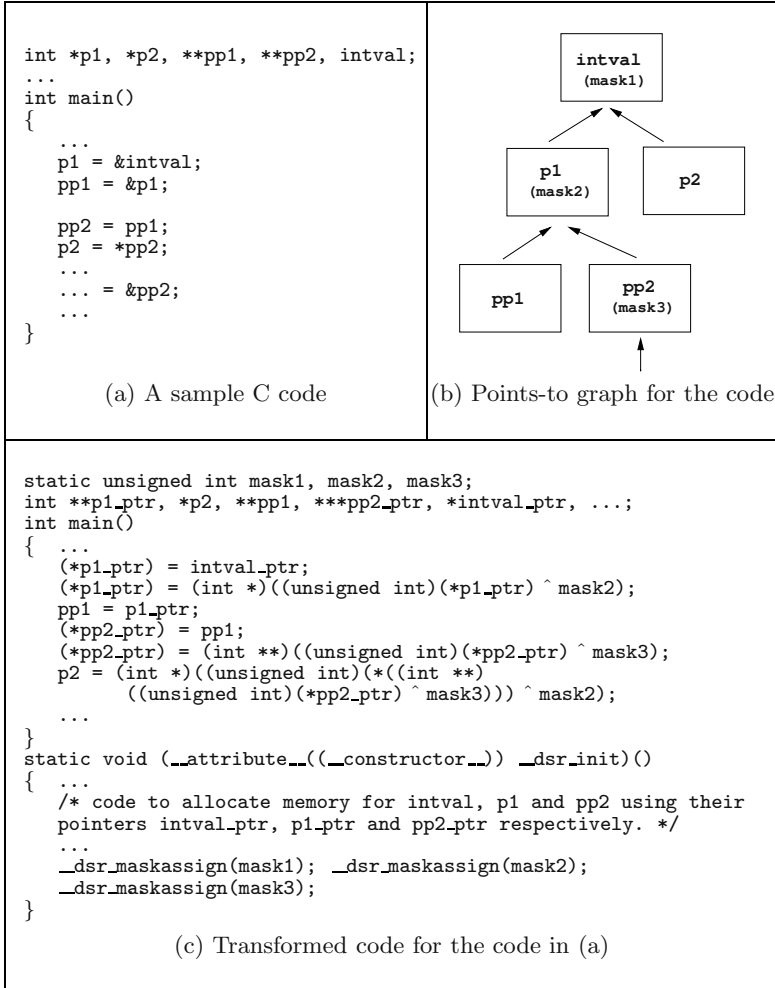 int *p1, *p2, **pp1, **pp2, intval;
...
int main()
{
...
p1 = &intval;
pp1 = &p1;
pp2 = pp1;
p2 = *pp2;
...
... = &pp2;
...
}
(a) A sample C code
intval
(mask1)
p1
(mask2)
p2
pp1
pp2
(mask3)
(b) Points-to graph for the code
static unsigned int mask1, mask2, mask3;
int **p1_ptr, *p2, **pp1, ***pp2_ptr, *intval_ptr, ...;
int main()
{ ...
(*p1_ptr) = intval_ptr;
(*p1_ptr) = (int *)((unsigned int)(*p1_ptr) ^ mask2);
pp1 = p1_ptr;
(*pp2_ptr) = pp1;
(*pp2_ptr) = (int **)((unsigned int)(*pp2_ptr) ^ mask3);
p2 = (int *)((unsigned int)(*((int **)
((unsigned int)(*pp2_ptr) ^ mask3))) ^ mask2);
...
}
static void (__attribute__((__constructor__)) _dsr_init)()
{ ...
/* code to allocate memory for intval, p1 and pp2 using their
pointers intval_ptr, p1_ptr and pp2_ptr respectively. */
...
_dsr_maskassign(mask1); _dsr_maskassign(mask2);
_dsr_maskassign(mask3);
}
(c) Transformed code for the code in (a)